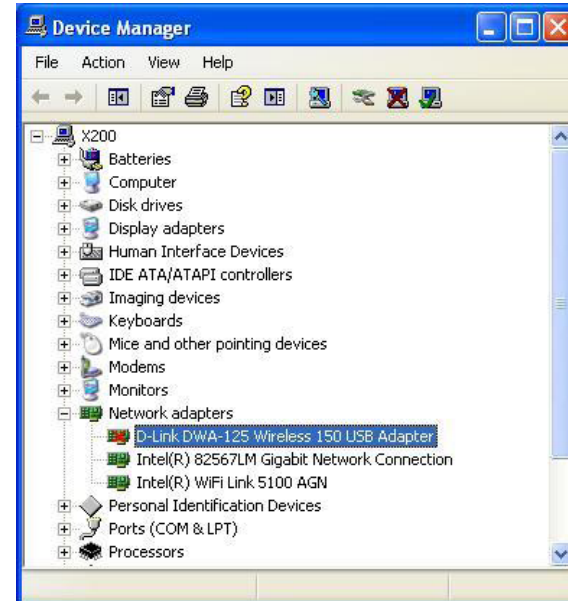 Device Manager
File Action View Help
X200
Batteries
Computer
Disk drives
Display adapters
Human Interface Devices
IDE ATA/ATAPI controllers
Imaging devices
Keyboards
Mice and other pointing devices
Modems
Monitors
Network adapters
D-Link DWA-125 Wireless 150 USB Adapter
Intel(R) 82567LM Gigabit Network Connection
Intel(R) WiFi Link 5100 AGN
Personal Identification Devices
Ports (COM & LPT)
Processors